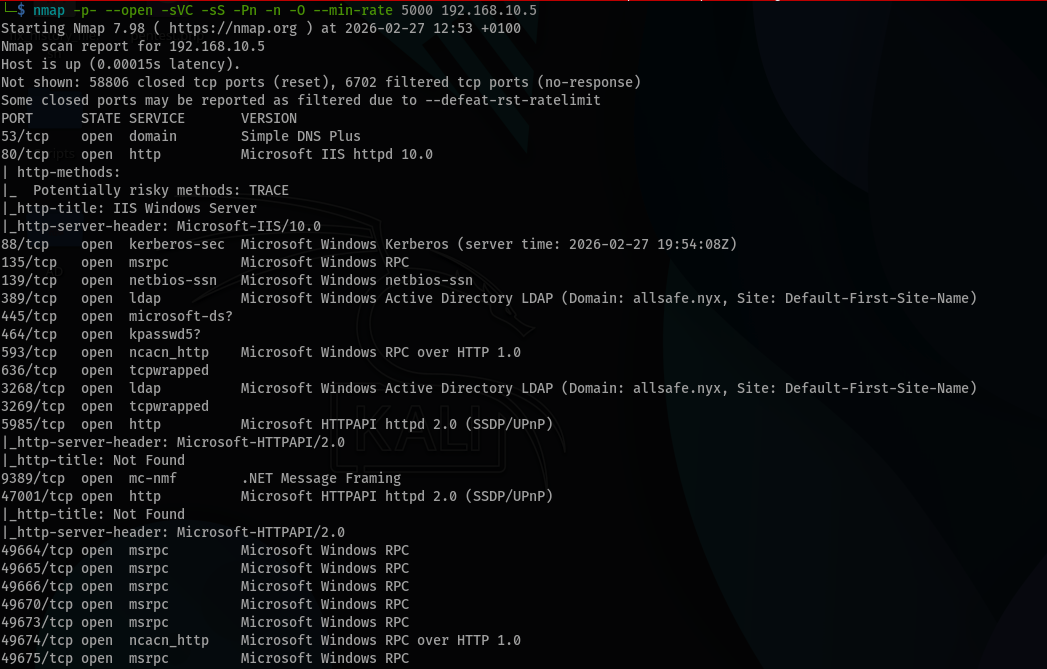 └─$ nmap -p- --open -sVC -sS -Pn -n -O --min-rate 5000 192.168.10.5
Starting Nmap 7.98 ( https://nmap.org ) at 2026-02-27 12:53 +0100
Nmap scan report for 192.168.10.5
Host is up (0.00015s latency).
Not shown: 58806 closed tcp ports (reset), 6702 filtered tcp ports (no-response)
Some closed ports may be reported as filtered due to --defeat-rst-ratelimit
PORT      STATE SERVICE       VERSION
53/tcp    open  domain        Simple DNS Plus
80/tcp    open  http          Microsoft IIS httpd 10.0
| http-methods:
|_  Potentially risky methods: TRACE
|_http-title: IIS Windows Server
|_http-server-header: Microsoft-IIS/10.0
88/tcp    open  kerberos-sec  Microsoft Windows Kerberos (server time: 2026-02-27 19:54:08Z)
135/tcp   open  msrpc         Microsoft Windows RPC
139/tcp   open  netbios-ssn   Microsoft Windows netbios-ssn
389/tcp   open  ldap          Microsoft Windows Active Directory LDAP (Domain: allsafe.nyx, Site: Default-First-Site-Name)
445/tcp   open  microsoft-ds?
464/tcp   open  kpasswd5?
593/tcp   open  ncacn_http    Microsoft Windows RPC over HTTP 1.0
636/tcp   open  tcpwrapped
3268/tcp  open  ldap          Microsoft Windows Active Directory LDAP (Domain: allsafe.nyx, Site: Default-First-Site-Name)
3269/tcp  open  tcpwrapped
5985/tcp  open  http          Microsoft HTTPAPI httpd 2.0 (SSDP/UPnP)
|_http-server-header: Microsoft-HTTPAPI/2.0
|_http-title: Not Found
9389/tcp  open  mc-nmf        .NET Message Framing
47001/tcp open  http          Microsoft HTTPAPI httpd 2.0 (SSDP/UPnP)
|_http-title: Not Found
|_http-server-header: Microsoft-HTTPAPI/2.0
49664/tcp open  msrpc         Microsoft Windows RPC
49665/tcp open  msrpc         Microsoft Windows RPC
49666/tcp open  msrpc         Microsoft Windows RPC
49670/tcp open  msrpc         Microsoft Windows RPC
49673/tcp open  msrpc         Microsoft Windows RPC
49674/tcp open  ncacn_http    Microsoft Windows RPC over HTTP 1.0
49675/tcp open  msrpc         Microsoft Windows RPC
KALI